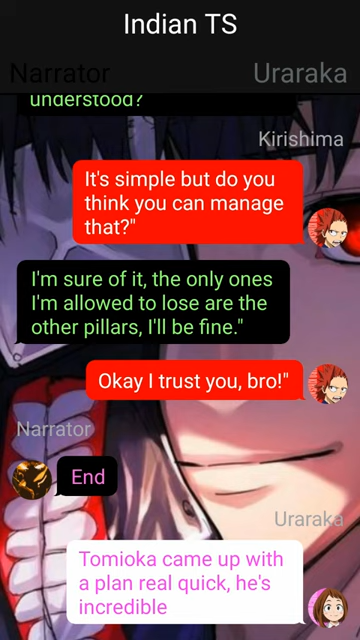 Indian TS
Narrator
Uraraka
understood?
Kirishima
It's simple but do you
think you can manage
that?"
I'm sure of it, the only ones
I'm allowed to lose are the
other pillars, I'll be fine."
Okay I trust you, bro!"
Narrator
End
Uraraka
Tomioka came up with
a plan real quick, he's
incredible